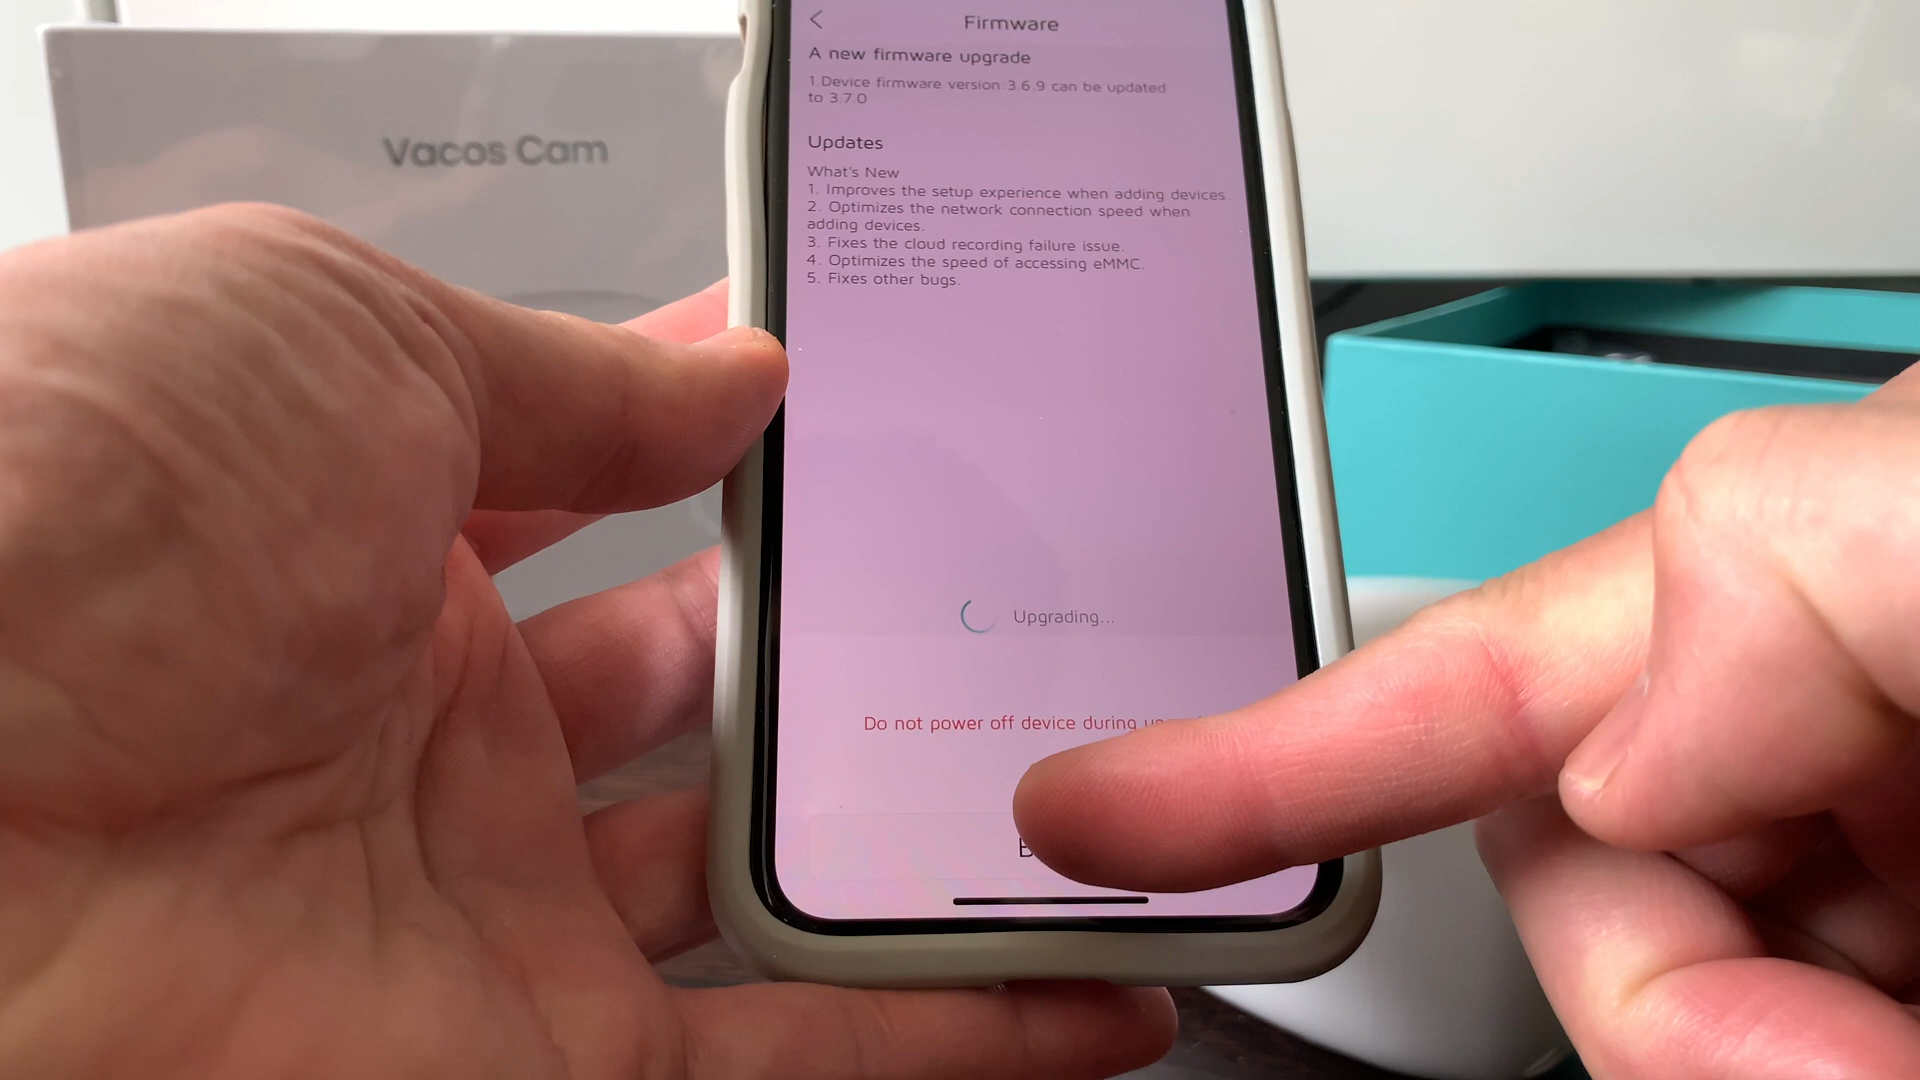 Vacos Cam
Firmware
A new firmware upgrade
1.Device firmware version:3.6.9 can be updated
to 3.7.0
Updates
What's New
1. Improves the setup experience when adding devices.
2. Optimizes the network connection speed when
adding devices.
3. Fixes the cloud recording failure issue.
4. Optimizes the speed of accessing eMMC.
5. Fixes other bugs.
Upgrading...
Do not power off device during